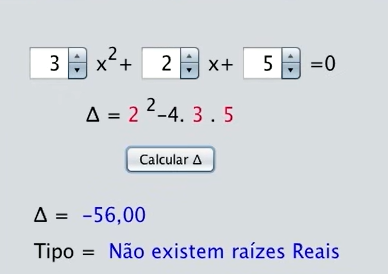 3 x²+ 2 x+ 5 =0
Δ = 2 ²-4. 3 . 5
Calcular Δ
Δ = -56,00
Tipo = Não existem raízes Reais